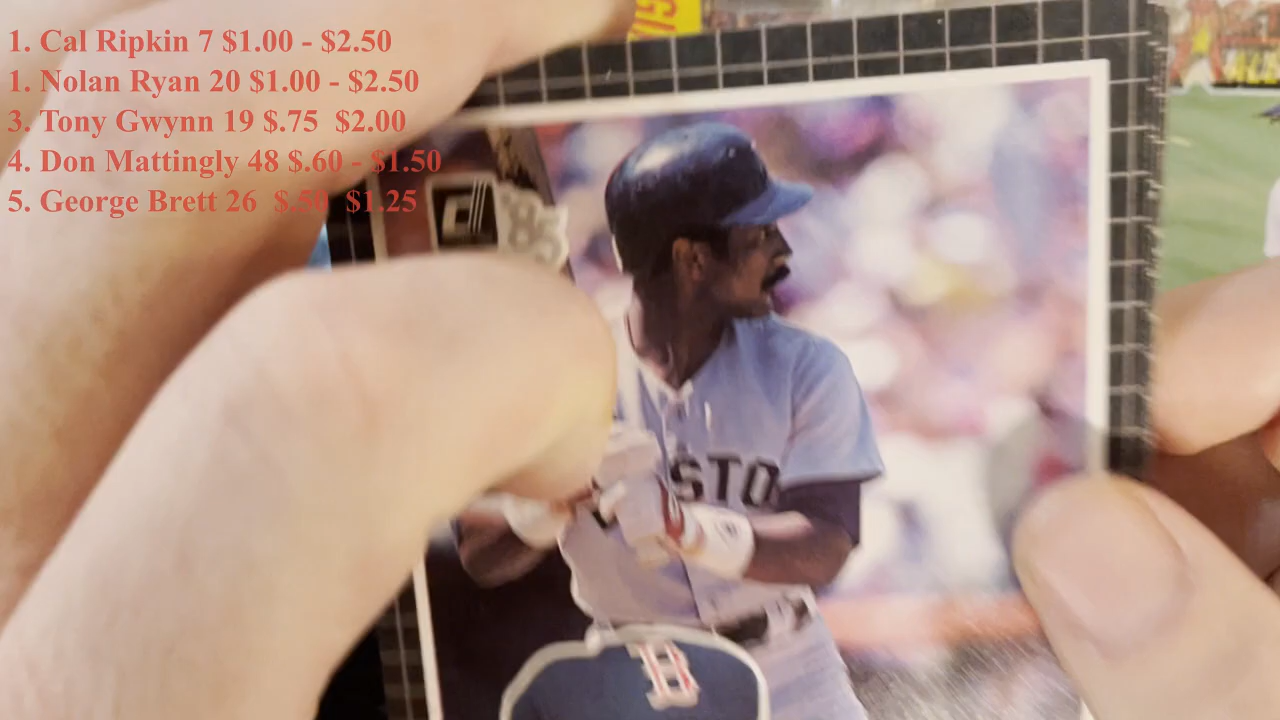 1. Cal Ripkin 7 $1.00 - $2.50
1. Nolan Ryan 20 $1.00 - $2.50
3. Tony Gwynn 19 $.75 $2.00
4. Don Mattingly 48 $.60 - $1.50
5. George Brett 26 $.50 $1.25
'85
STO
B